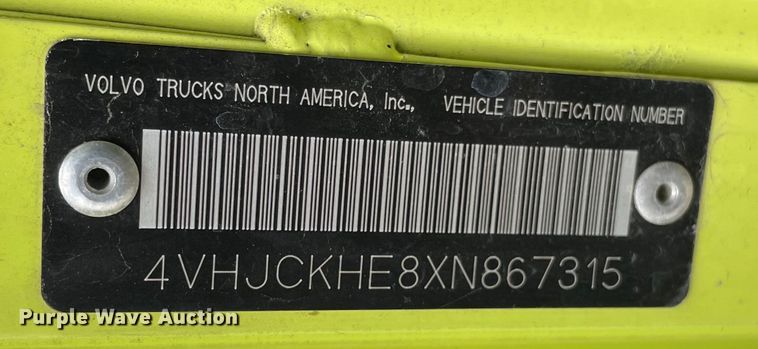 VOLVO TRUCKS NORTH AMERICA, Inc., VEHICLE IDENTIFICATION NUMBER
4VHJCKHE8XN867315
Purple Wave Auction